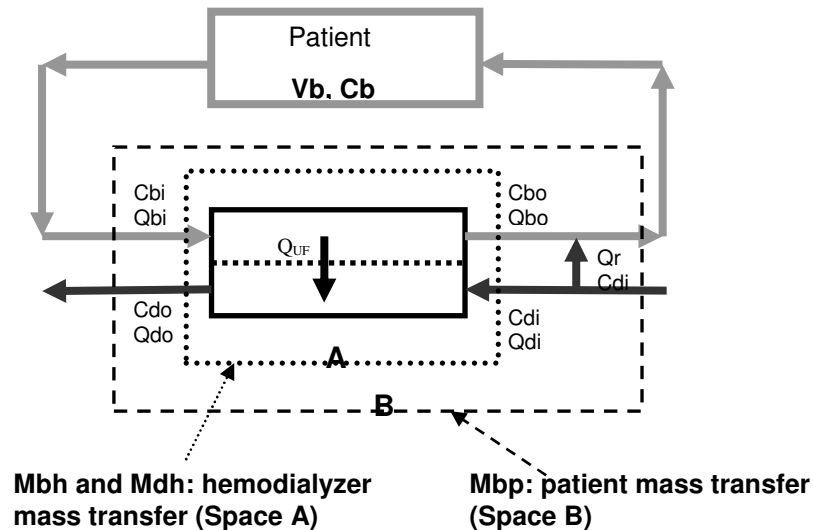 Patient
Vb, Cb
Cbi
Qbi
Cbo
Qbo
QUF
Qr
Cdi
Cdo
Qdo
Cdi
Qdi
A
B
Mbh and Mdh: hemodialyzer
mass transfer (Space A)
Mbp: patient mass transfer
(Space B)